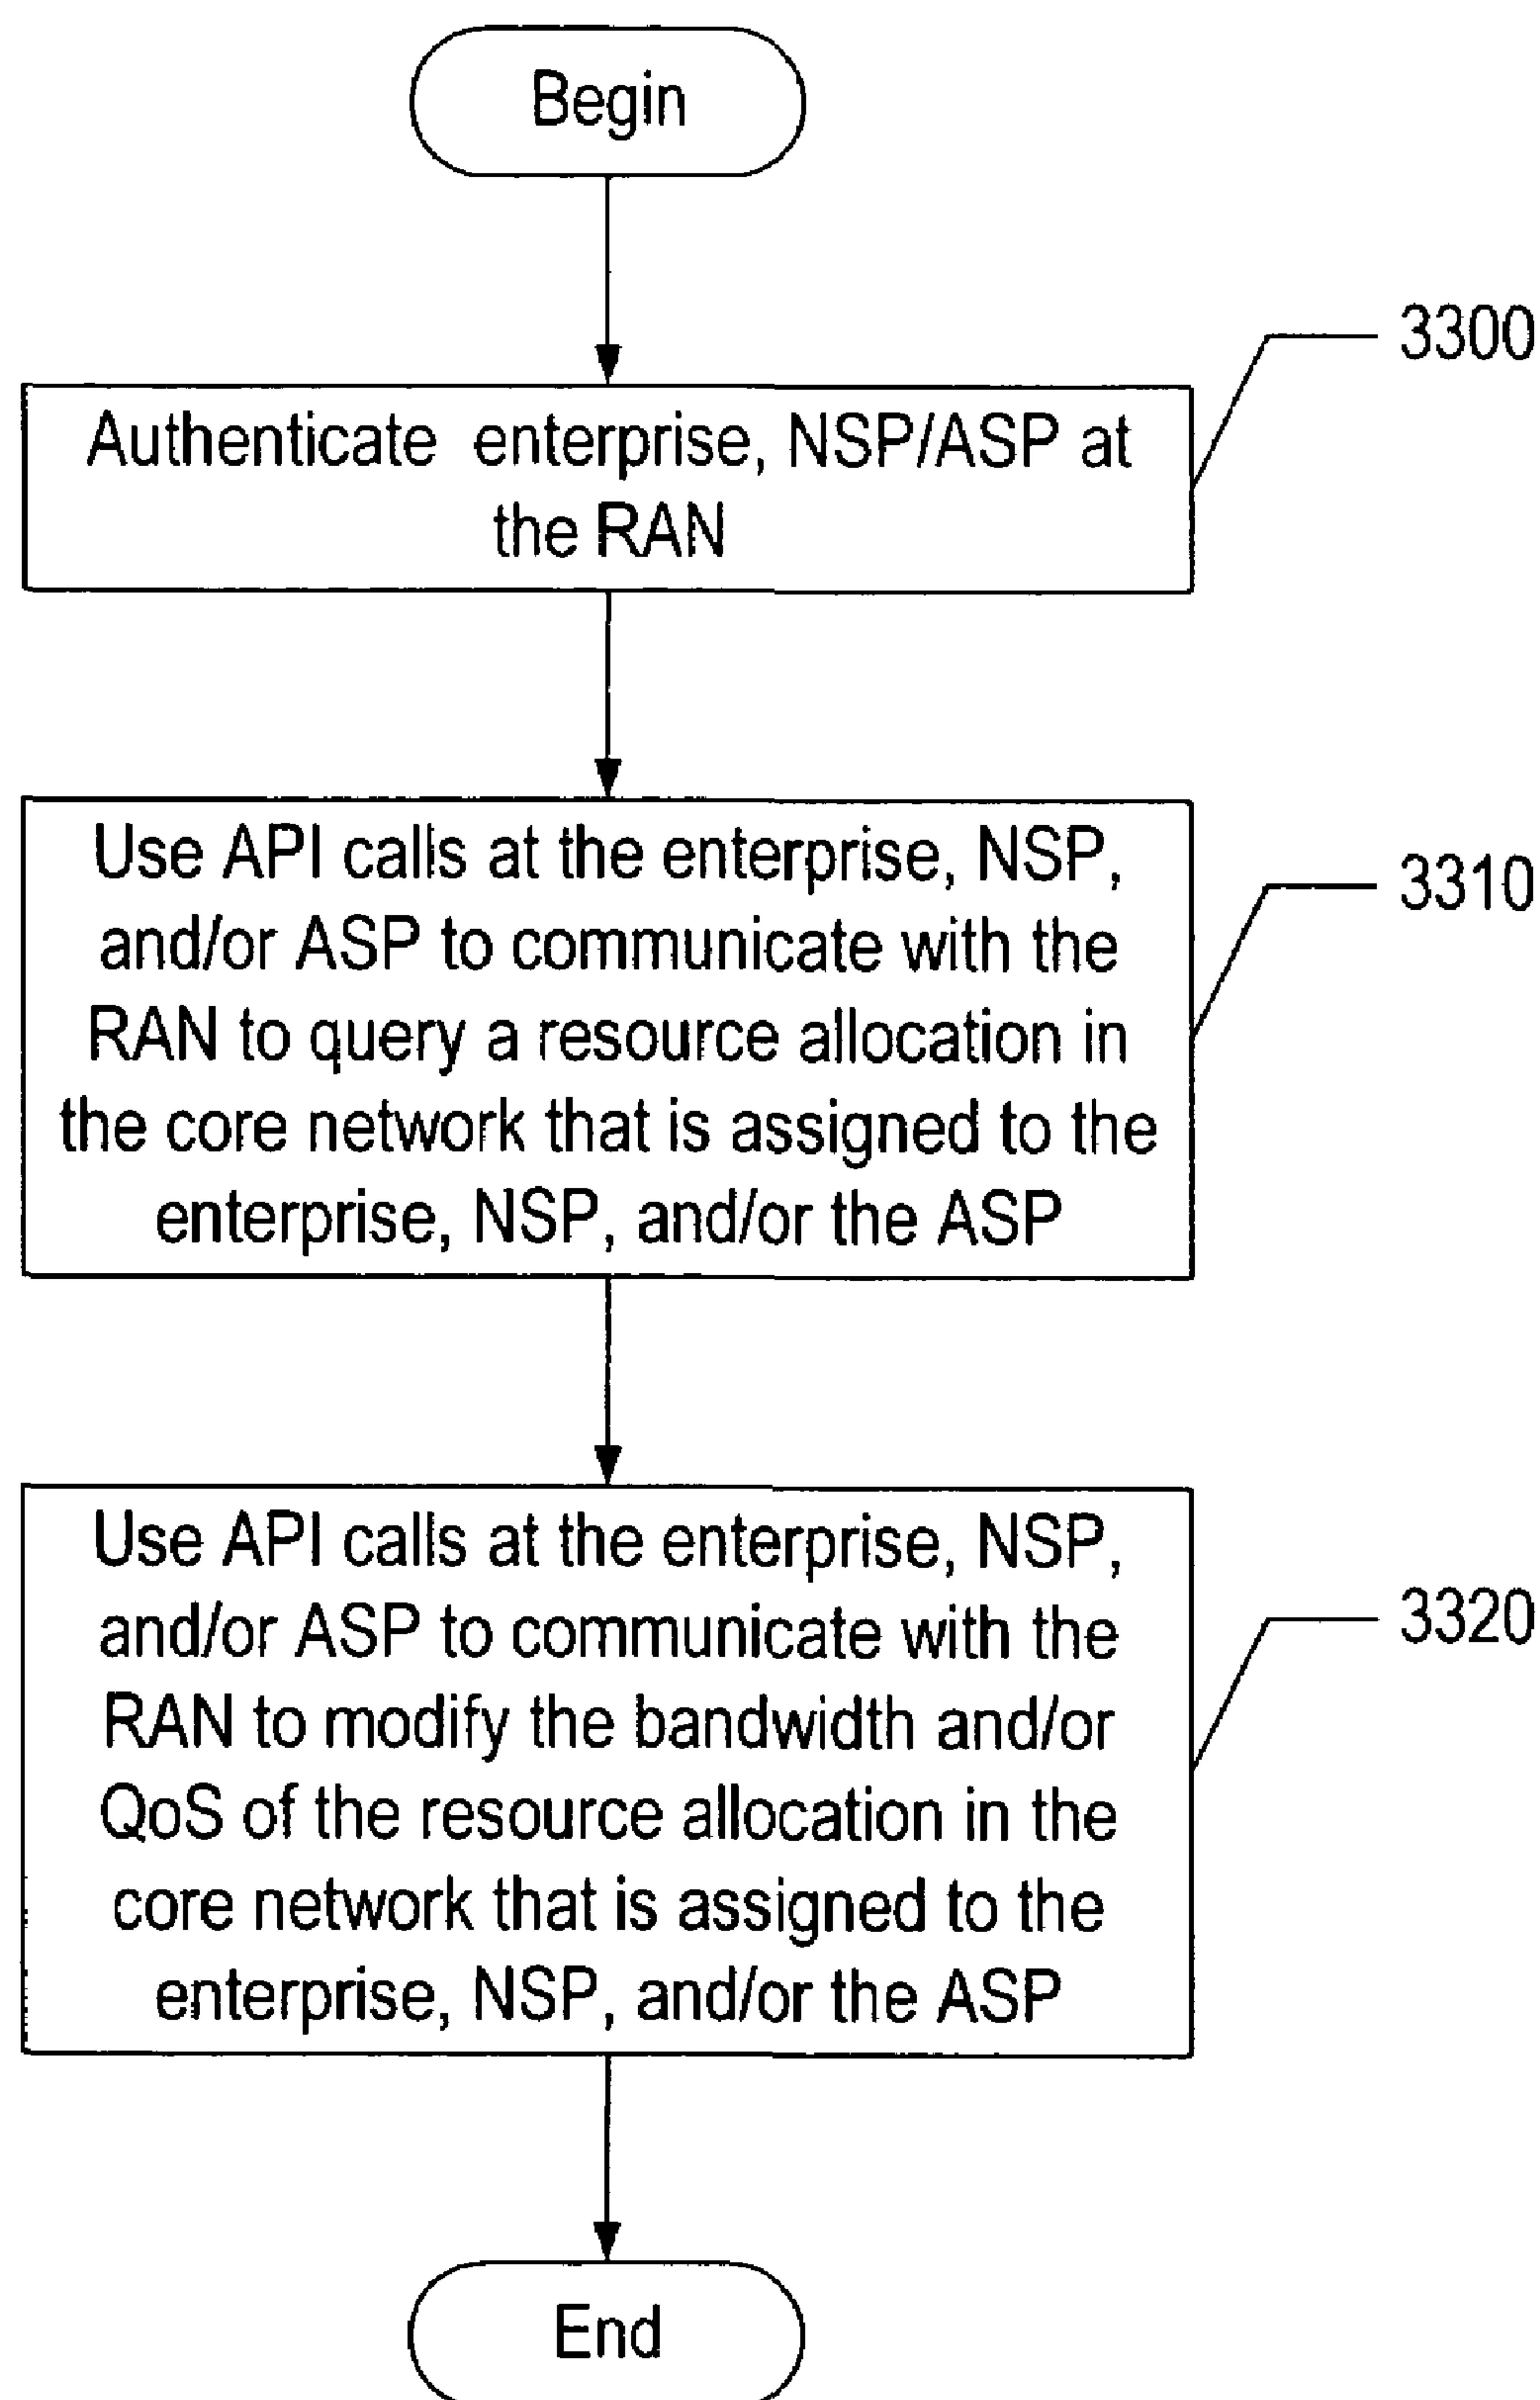 Begin
3300
Authenticate enterprise, NSP/ASP at
the RAN
3310
Use API calls at the enterprise, NSP,
and/or ASP to communicate with the
RAN to query a resource allocation in
the core network that is assigned to the
enterprise, NSP, and/or the ASP
3320
Use API calls at the enterprise, NSP,
and/or ASP to communicate with the
RAN to modify the bandwidth and/or
QoS of the resource allocation in the
core network that is assigned to the
enterprise, NSP, and/or the ASP
End